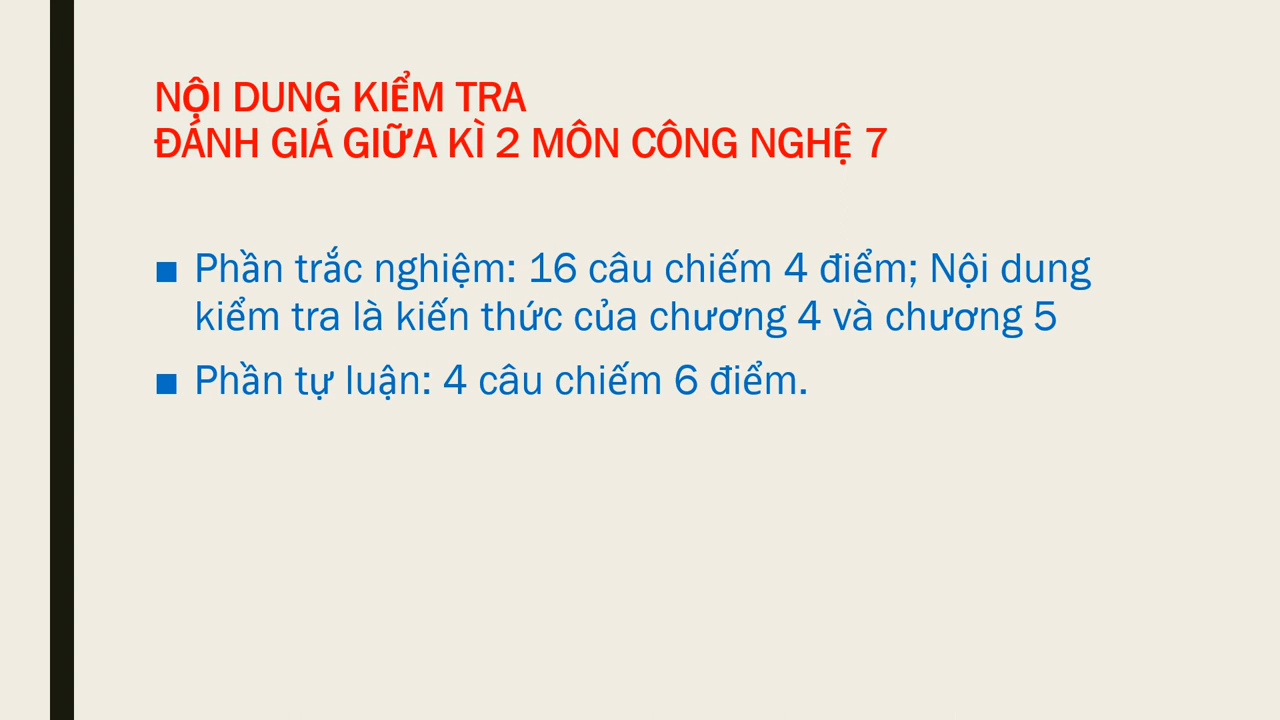 NỘI DUNG KIỂM TRA
ĐÁNH GIÁ GIỮA KÌ 2 MÔN CÔNG NGHỆ 7
▪ Phần trắc nghiệm: 16 câu chiếm 4 điểm; Nội dung
kiểm tra là kiến thức của chương 4 và chương 5
▪ Phần tự luận: 4 câu chiếm 6 điểm.